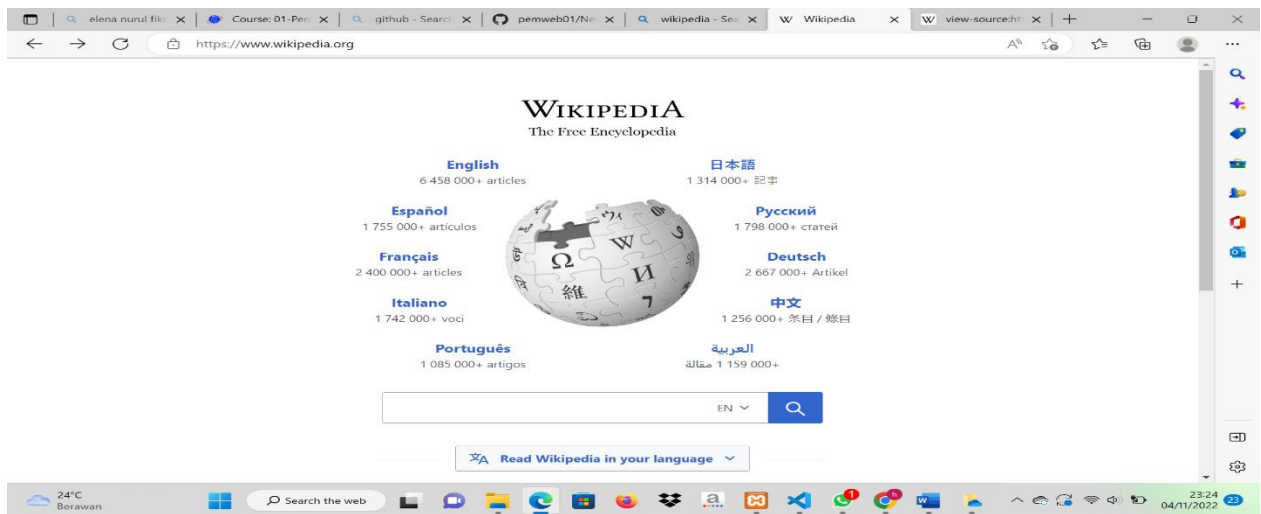 elena nurul fik
Course: 01-Pen
github - Search
pemweb01/Ne
wikipedia - Sea
Wikipedia
view-source:ht
https://www.wikipedia.org
WIKIPEDIA
The Free Encyclopedia
English
6 458 000+ articles
日本語
1 314 000+ 記事
Español
1 755 000+ artículos
Русский
1 798 000+ статей
Français
2 400 000+ articles
Deutsch
2 667 000+ Artikel
Italiano
1 742 000+ voci
中文
1 256 000+ 条目 / 條目
Português
1 085 000+ artigos
العربية
1 159 000+ مقالة
EN
Read Wikipedia in your language
24°C
Berawan
Search the web
23:24
04/11/2022
23